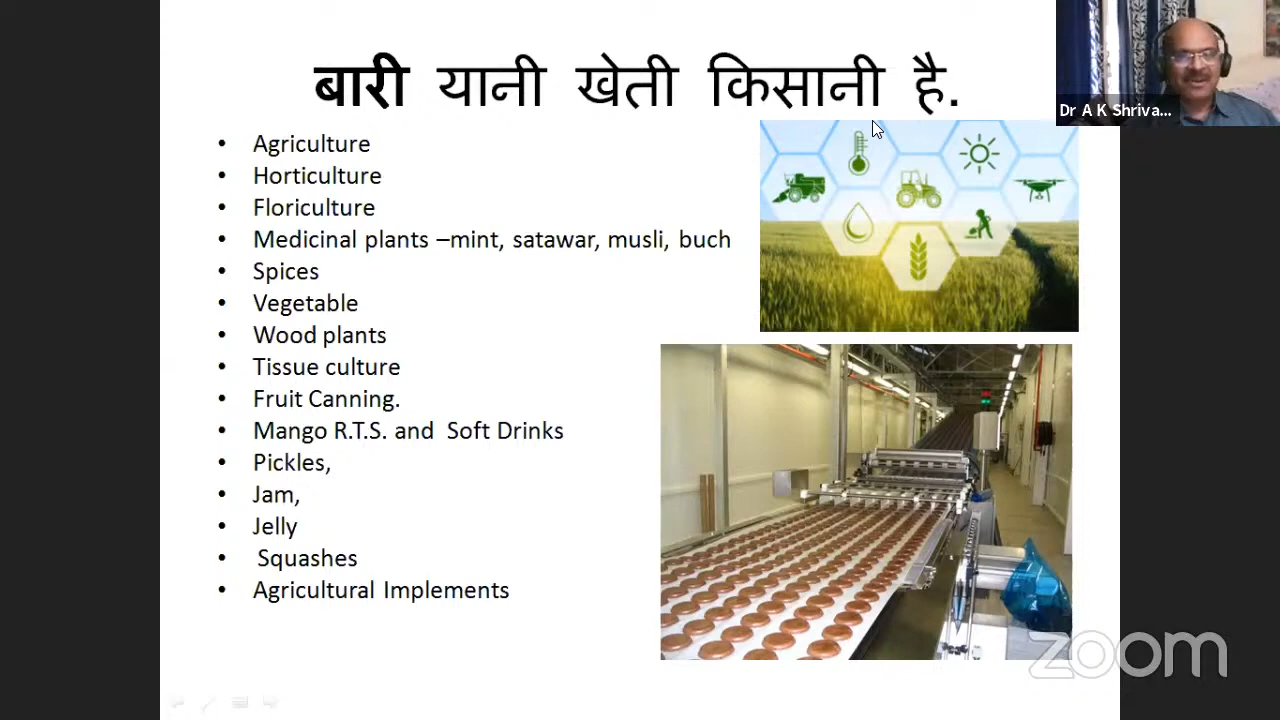 बारी यानी खेती किसानी है.
Dr A K Shriva...
• Agriculture
• Horticulture
• Floriculture
• Medicinal plants –mint, satawar, musli, buch
• Spices
• Vegetable
• Wood plants
• Tissue culture
• Fruit Canning.
• Mango R.T.S. and Soft Drinks
• Pickles,
• Jam,
• Jelly
• Squashes
• Agricultural Implements
zoom